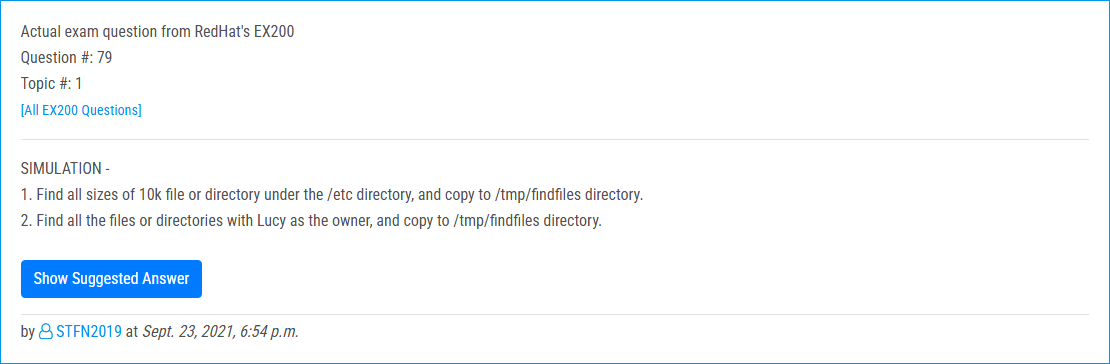 Actual exam question from RedHat's EX200
Question #: 79
Topic #: 1
[All EX200 Questions]
SIMULATION -
1. Find all sizes of 10k file or directory under the /etc directory, and copy to /tmp/findfiles directory.
2. Find all the files or directories with Lucy as the owner, and copy to /tmp/findfiles directory.
Show Suggested Answer
by STFN2019 at Sept. 23, 2021, 6:54 p.m.